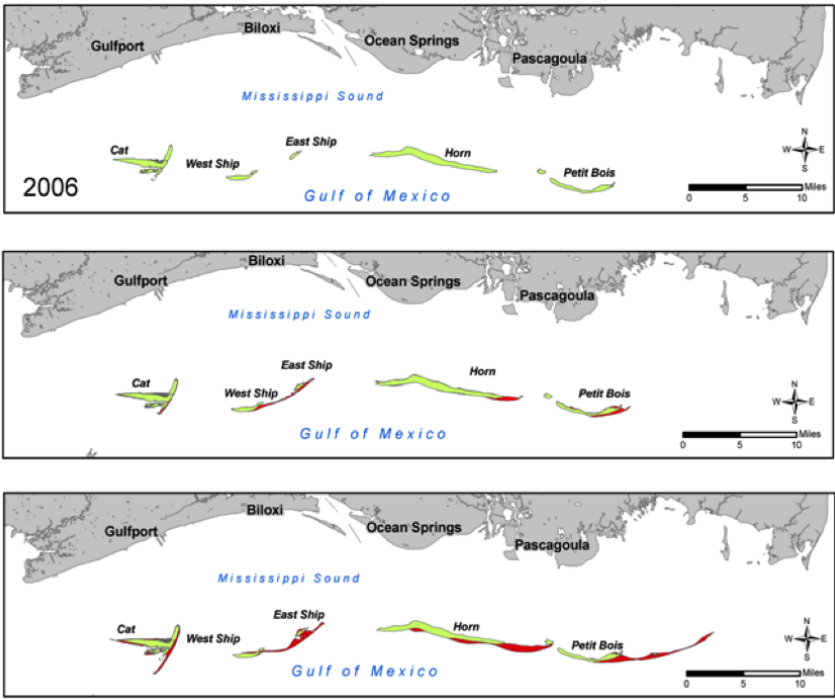 Biloxi
Gulfport
Ocean Springs
Pascagoula
Mississippi Sound
Cat
East Ship
West Ship
Horn
Petit Bois
N
W E
S
2006
Gulf of Mexico
Miles
0 5 10
Biloxi
Gulfport
Ocean Springs
Pascagoula
Mississippi Sound
East Ship
Cat
West Ship
Horn
Petit Bois
N
W E
S
Gulf of Mexico
Miles
0 5 10
Biloxi
Gulfport
Ocean Springs
Pascagoula
Mississippi Sound
East Ship
Cat
West Ship
Horn
Petit Bois
N
W E
S
Gulf of Mexico
Miles
0 5 10